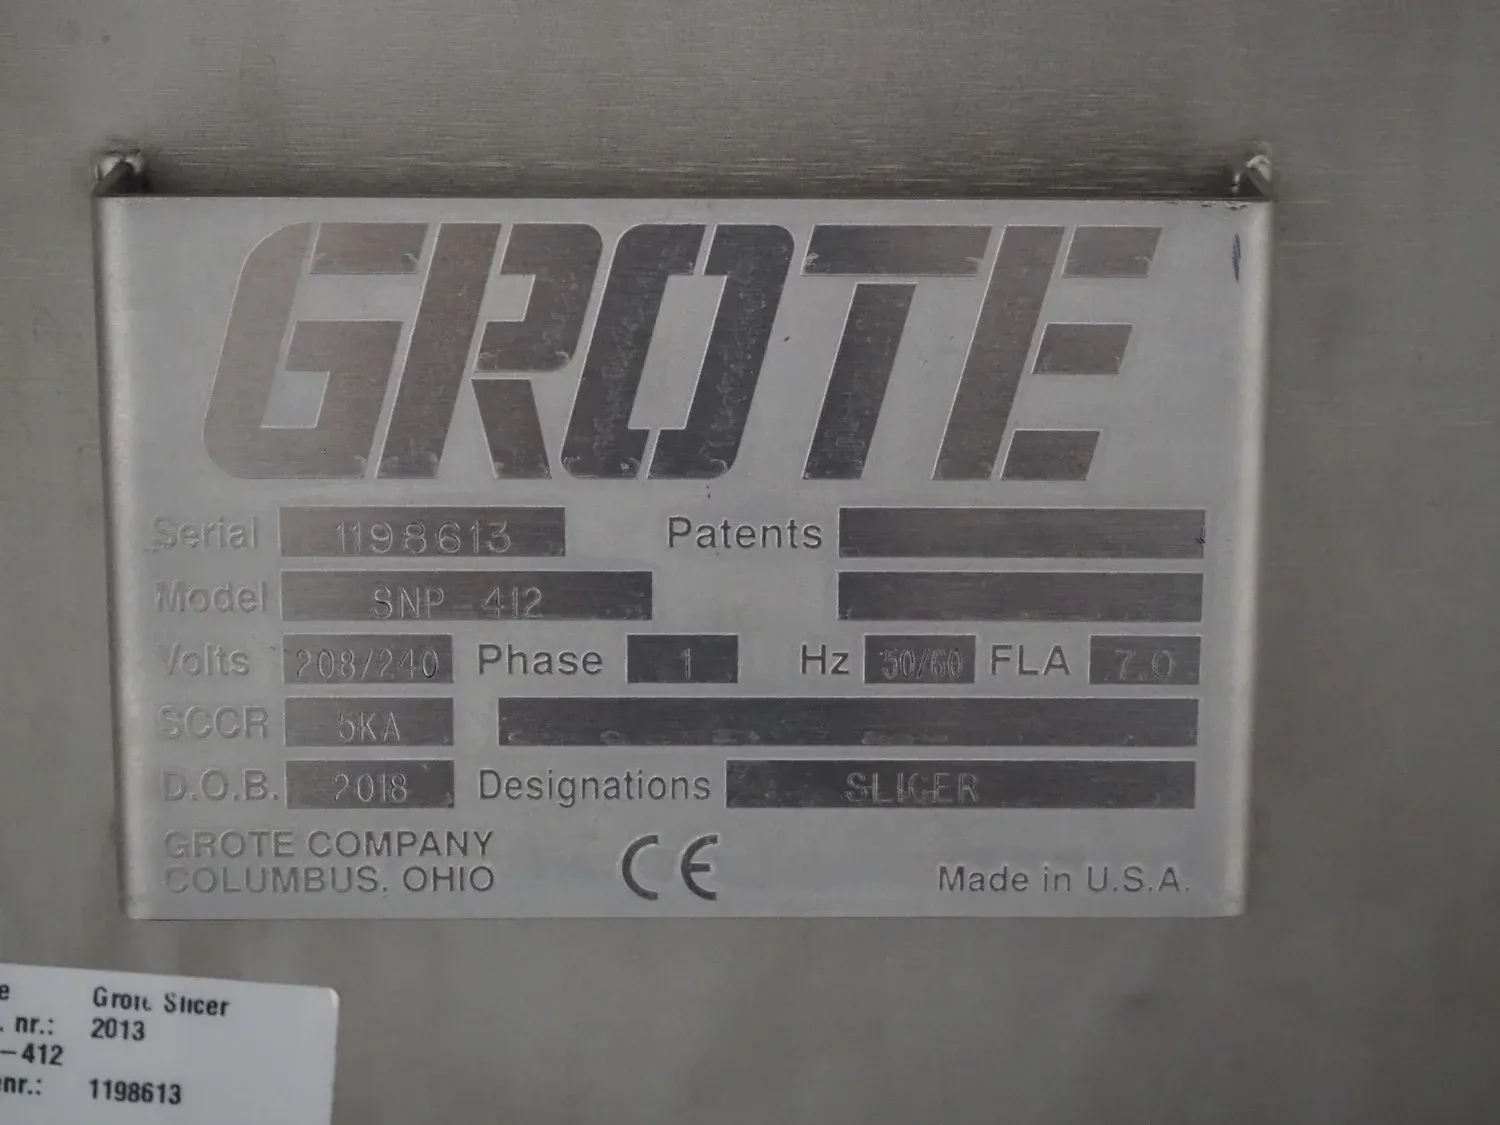 GROTE
Serial 1198613 Patents
Model SNP-412
Volts 208/240 Phase 1 Hz 50/60 FLA 7.0
SCCR 5KA
D.O.B. 2018 Designations SLICER
GROTE COMPANY
COLUMBUS, OHIO
CE
Made in U.S.A.
Slicer
nr.: 2013
-412
nr.: 1198613